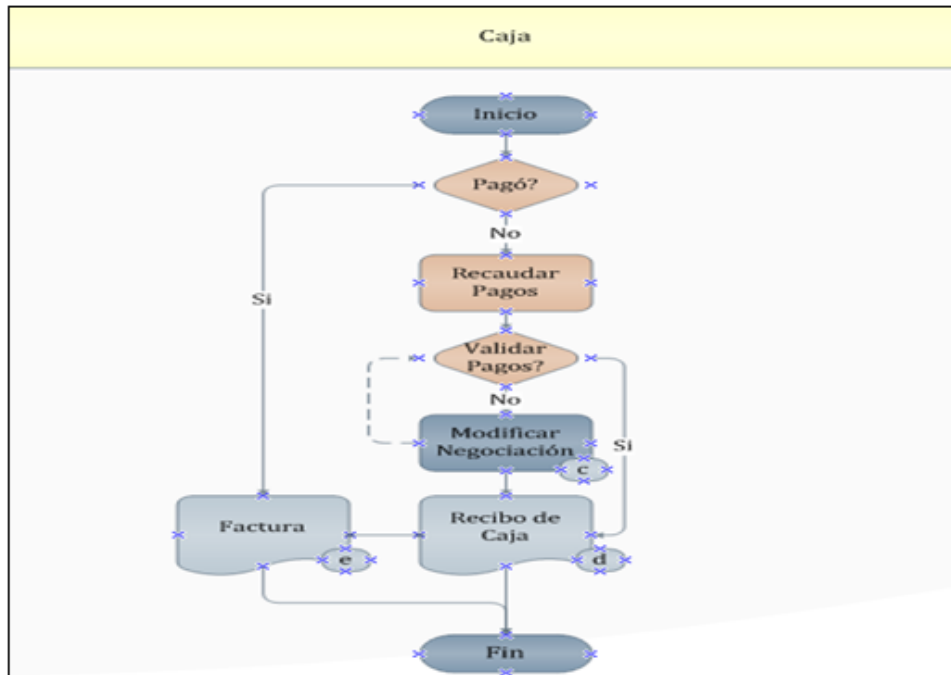 Caja
Inicio
Pagó?
No
Recaudar
Pagos
Si
Validar
Pagos?
No
Modificar
Negociación
Si
c
Recibo de
Caja
Factura
d
e
Fin